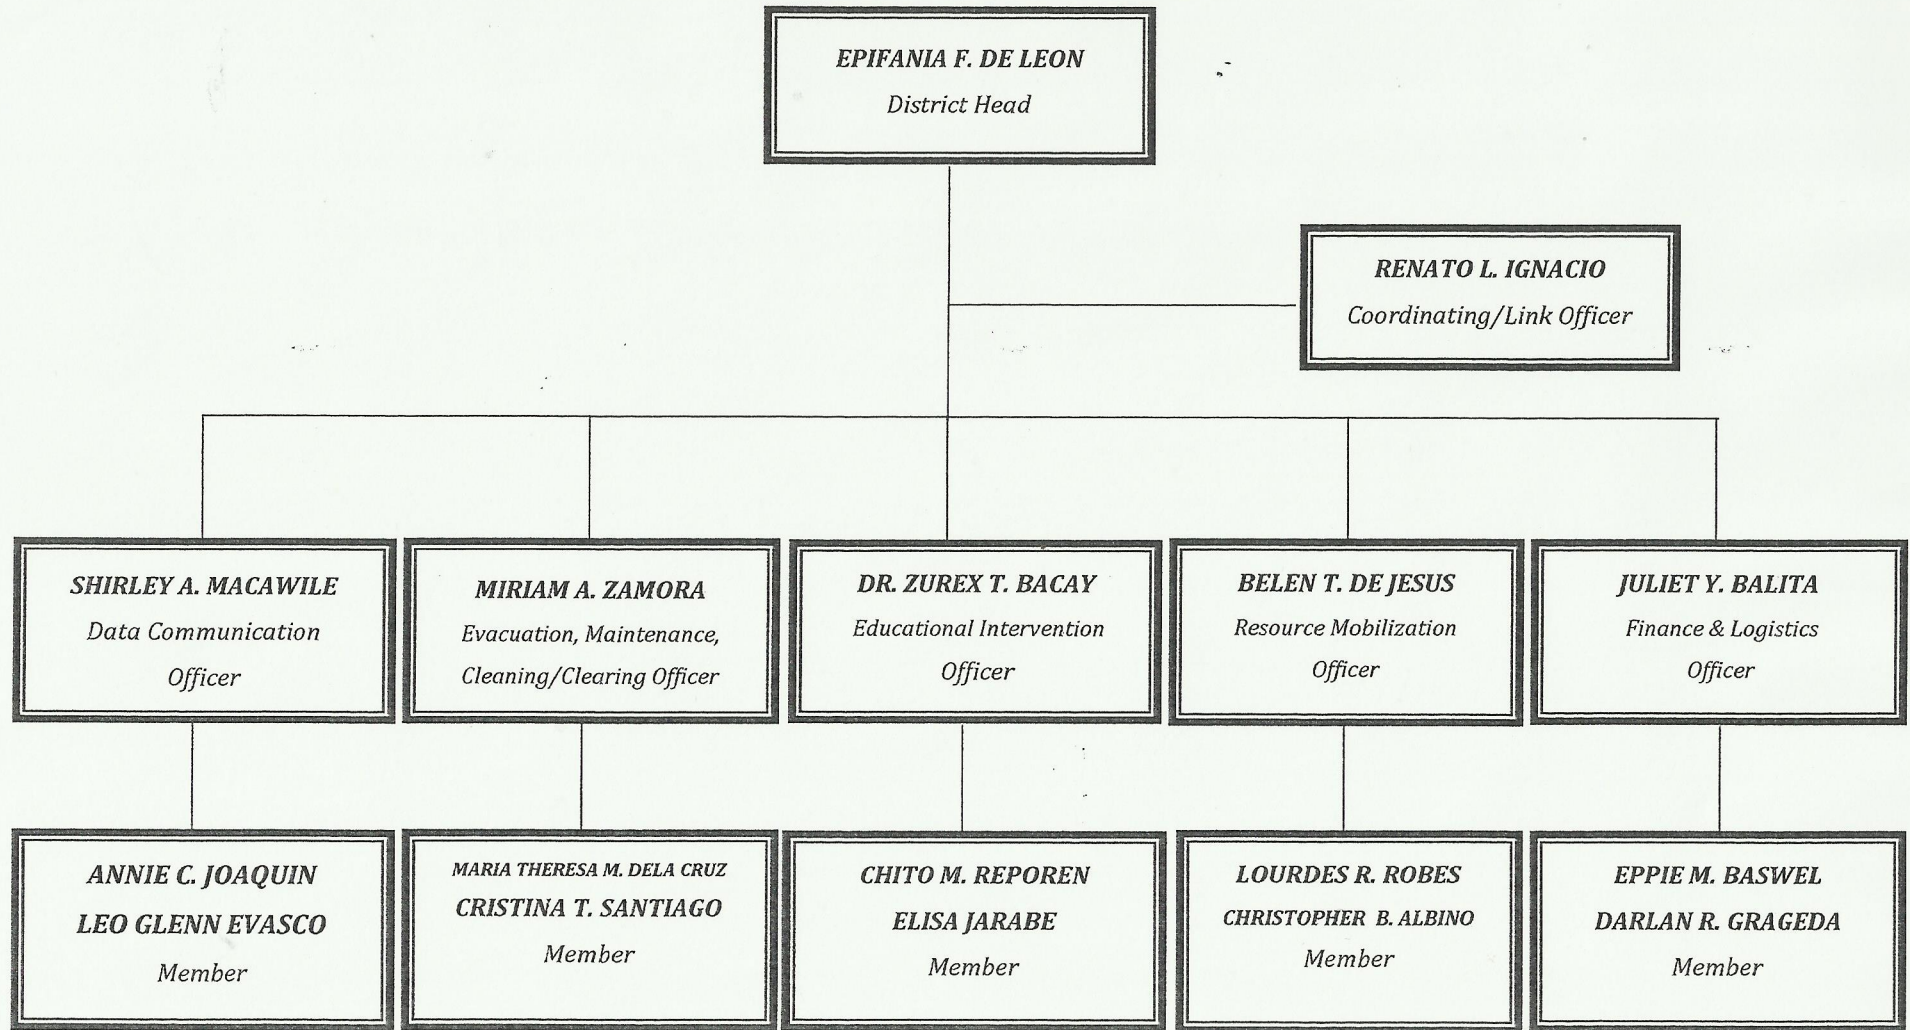 EPIFANIA F. DE LEON
District Head
RENATO L. IGNACIO
Coordinating/Link Officer
SHIRLEY A. MACAWILE
Data Communication
Officer
MIRIAM A. ZAMORA
Evacuation, Maintenance,
Cleaning/Clearing Officer
DR. ZUREX T. BACAY
Educational Intervention
Officer
BELEN T. DE JESUS
Resource Mobilization
Officer
JULIET Y. BALITA
Finance & Logistics
Officer
ANNIE C. JOAQUIN
LEO GLENN EVASCO
Member
MARIA THERESA M. DELA CRUZ
CRISTINA T. SANTIAGO
Member
CHITO M. REPOREN
ELISA JARABE
Member
LOURDES R. ROBES
CHRISTOPHER B. ALBINO
Member
EPPIE M. BASWEL
DARLAN R. GRAGEDA
Member